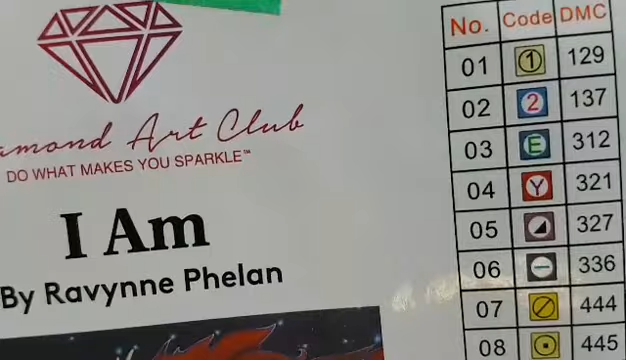 Diamond Art Club
DO WHAT MAKES YOU SPARKLE™
I Am
By Ravynne Phelan
No. Code DMC
01 1 129
02 2 137
03 E 312
04 Y 321
05 327
06 336
07 444
08 445